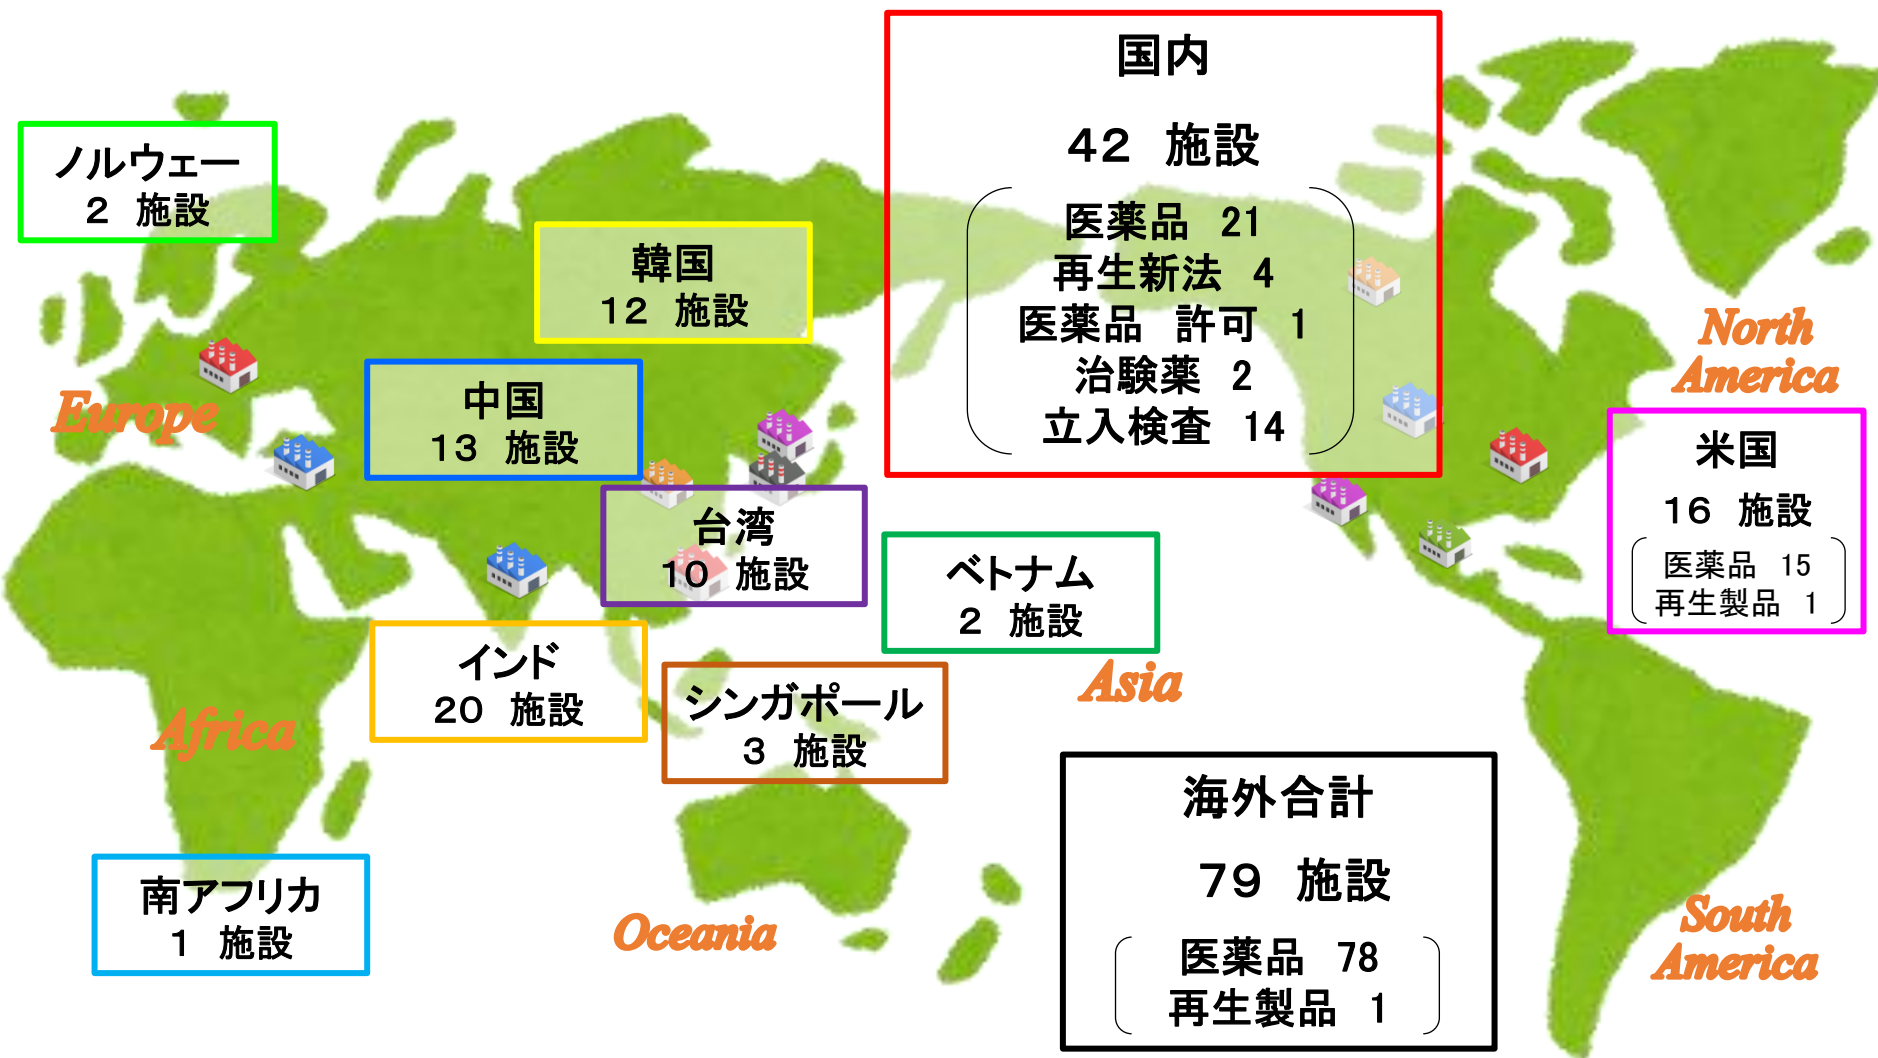 国内
42 施設
医薬品 21
再生新法 4
医薬品 許可 1
治験薬 2
立入検査 14
ノルウェー
2 施設
韓国
12 施設
中国
13 施設
North
America
Europe
米国
16 施設
医薬品 15
再生製品 1
台湾
10 施設
ベトナム
2 施設
インド
20 施設
シンガポール
3 施設
Asia
Africa
海外合計
79 施設
医薬品 78
再生製品 1
南アフリカ
1 施設
Oceania
South
America